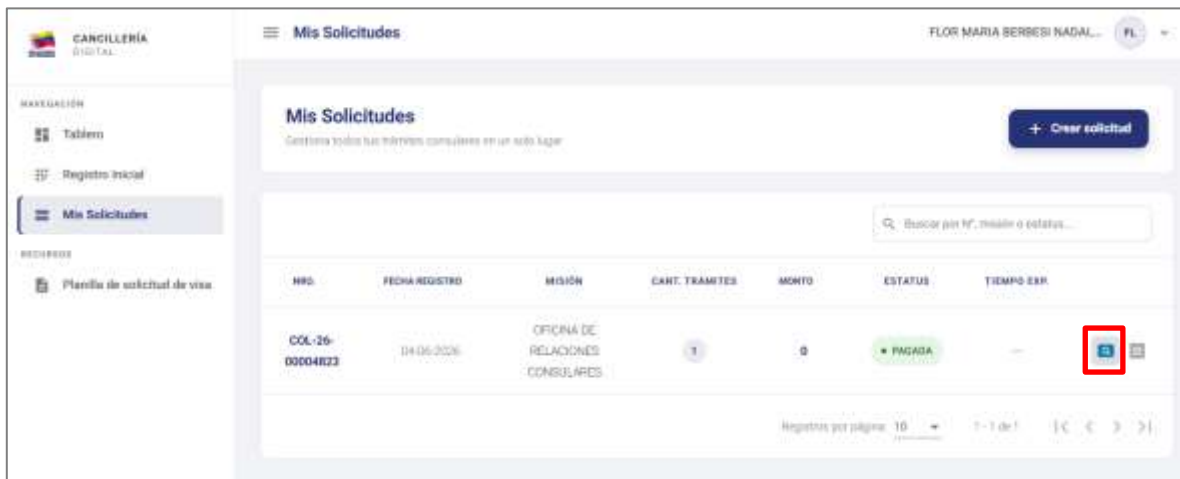 CANCILLERÍA
DIGITAL
Mis Solicitudes
FLOR MARIA BERBESI NADAL...
FL
NAVEGACIÓN
Tablero
Registro Inicial
Mis Solicitudes
RECURSOS
Planilla de solicitud de visa
Mis Solicitudes
Gestiona todos tus trámites consulares en un solo lugar
+ Crear solicitud
Buscar por Nº, misión o estatus...
NRO. FECHA REGISTRO MISIÓN CANT. TRAMITES MONTO ESTATUS TIEMPO EXP.
COL-26-
00004823
04-06-2026
OFICINA DE
RELACIONES
CONSULARES
1
0
• PAGADA
—
Registros por página 10
1 - 1 de 1